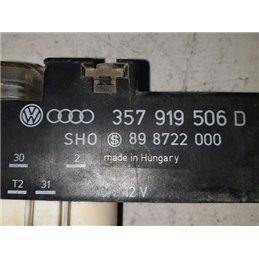 357 919 506 D
SHO S 89 8722 000
made in Hungary
30 2
T2 31
12 V